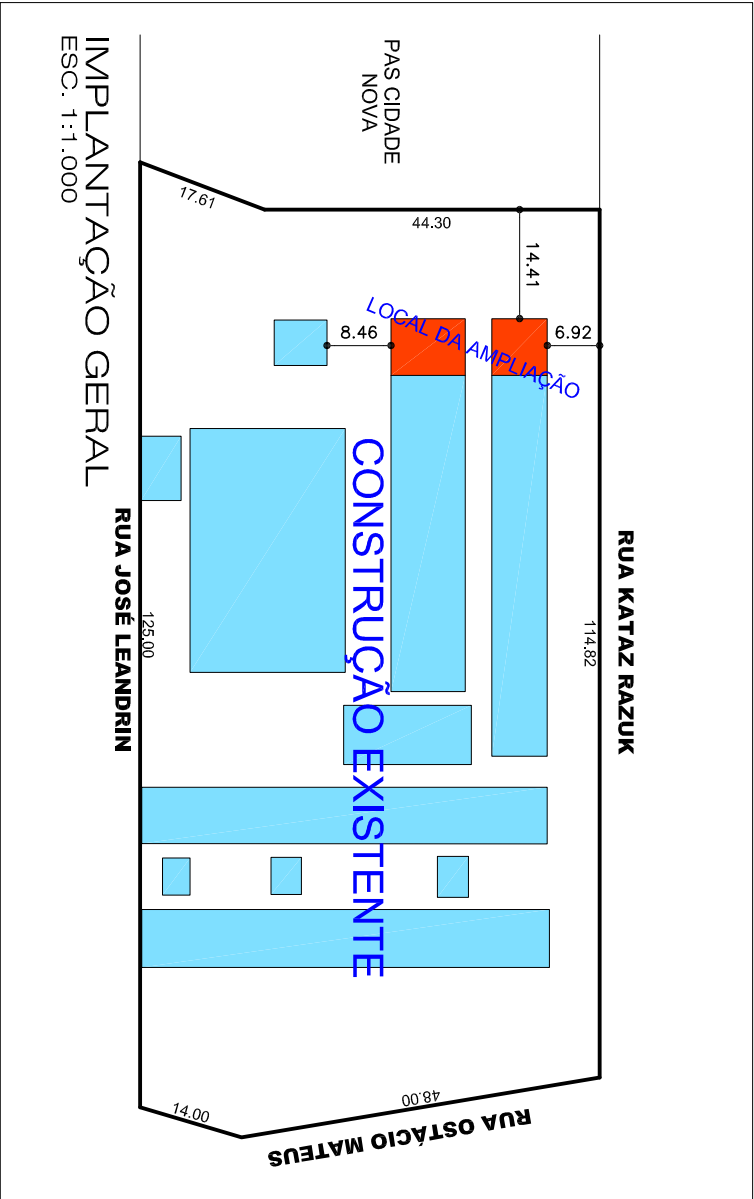 IMPLANTAÇÃO GERAL
ESC. 1:1.000
PAS CIDADE
NOVA
17.61
44.30
14.41
8.46
6.92
LOCAL DA AMPLIAÇÃO
CONSTRUÇÃO EXISTENTE
RUA JOSÉ LEANDRIN
125.00
114.82
RUA KATAZ RAZUK
14.00
48.00
RUA OSTÁCIO MATEUS